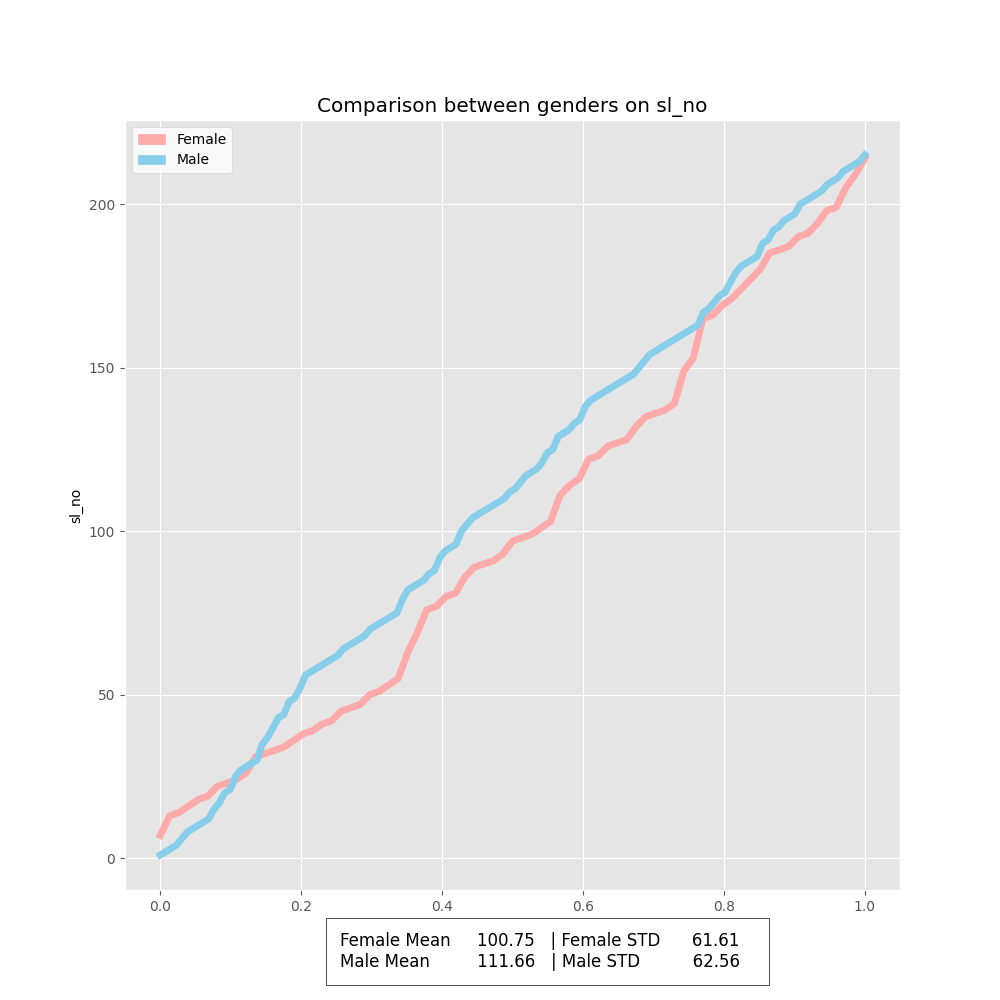 Comparison between genders on sl_no
Female
Male
200
150
100
50
0
sl_no
0.0 0.2 0.4 0.6 0.8 1.0
Female Mean 100.75 | Female STD 61.61
Male Mean 111.66 | Male STD 62.56